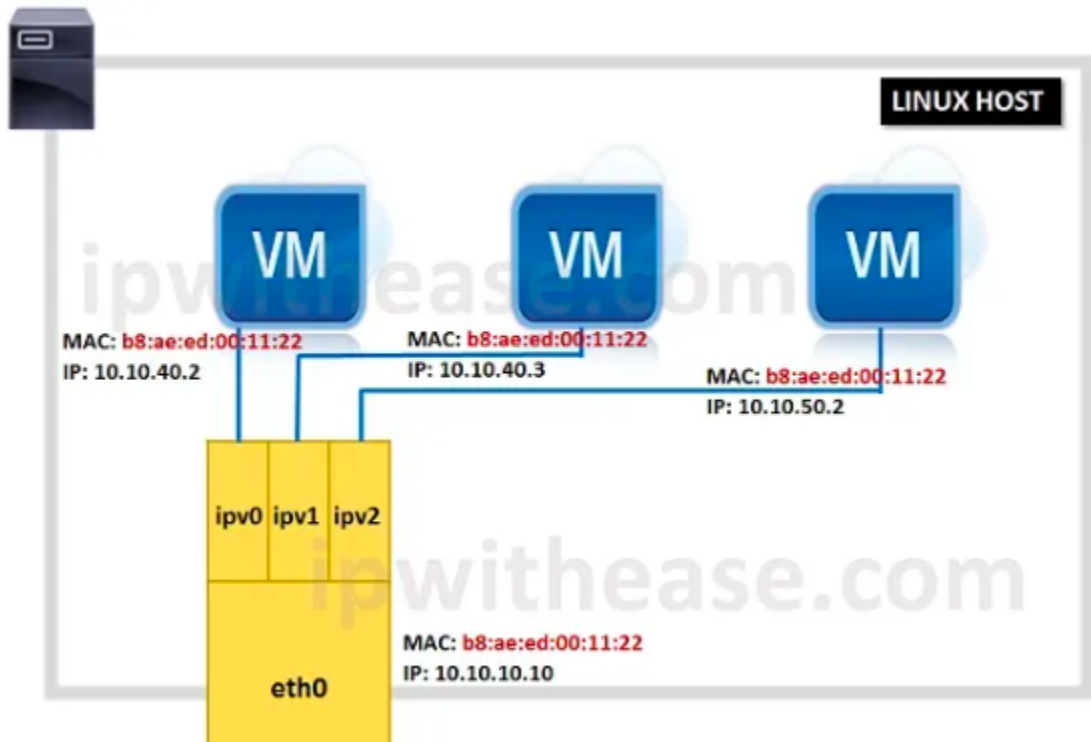 LINUX HOST
VM
VM
VM
ipwithease.com
MAC: b8:ae:ed:00:11:22
IP: 10.10.40.2
MAC: b8:ae:ed:00:11:22
IP: 10.10.40.3
MAC: b8:ae:ed:00:11:22
IP: 10.10.50.2
ipv0 ipv1 ipv2
ipwithease.com
MAC: b8:ae:ed:00:11:22
IP: 10.10.10.10
eth0